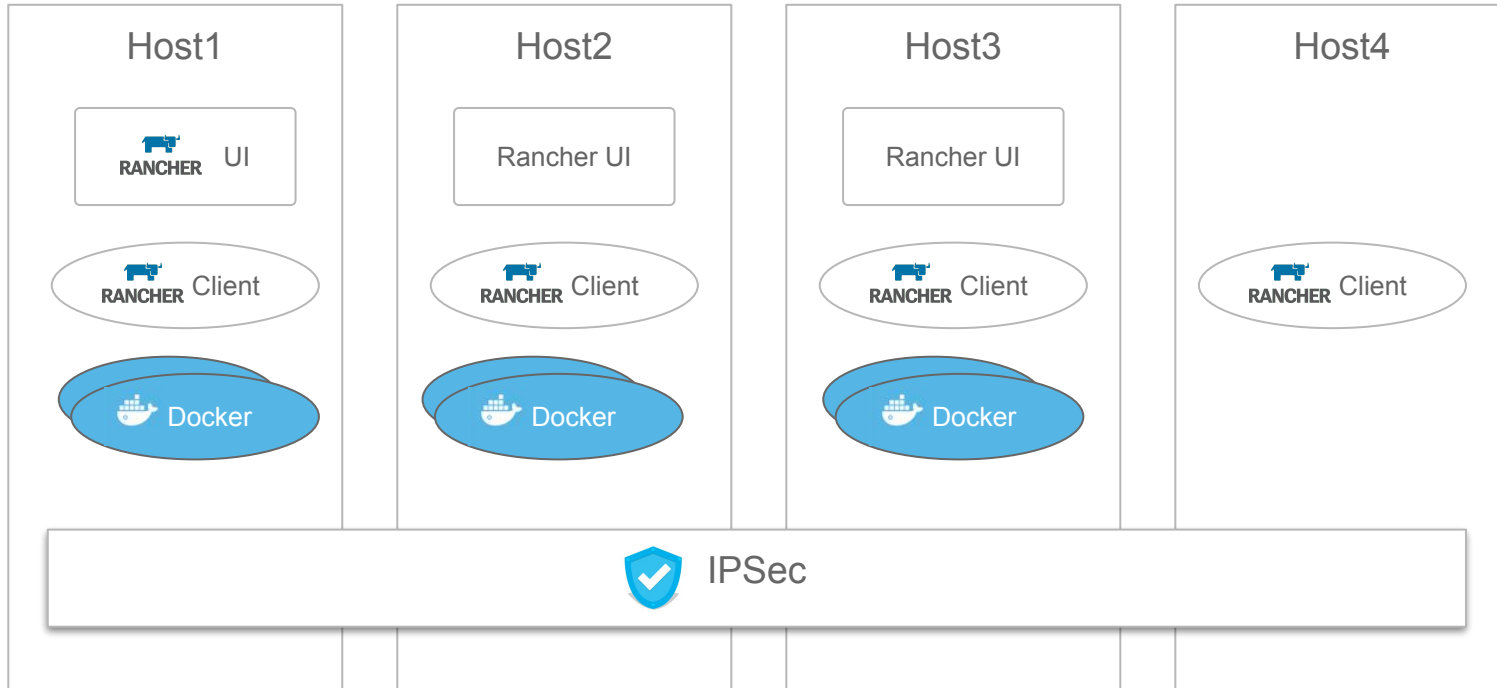 Host1
Host2
Host3
Host4
RANCHER UI
Rancher UI
Rancher UI
RANCHER Client
RANCHER Client
RANCHER Client
RANCHER Client
Docker
Docker
Docker
IPSec